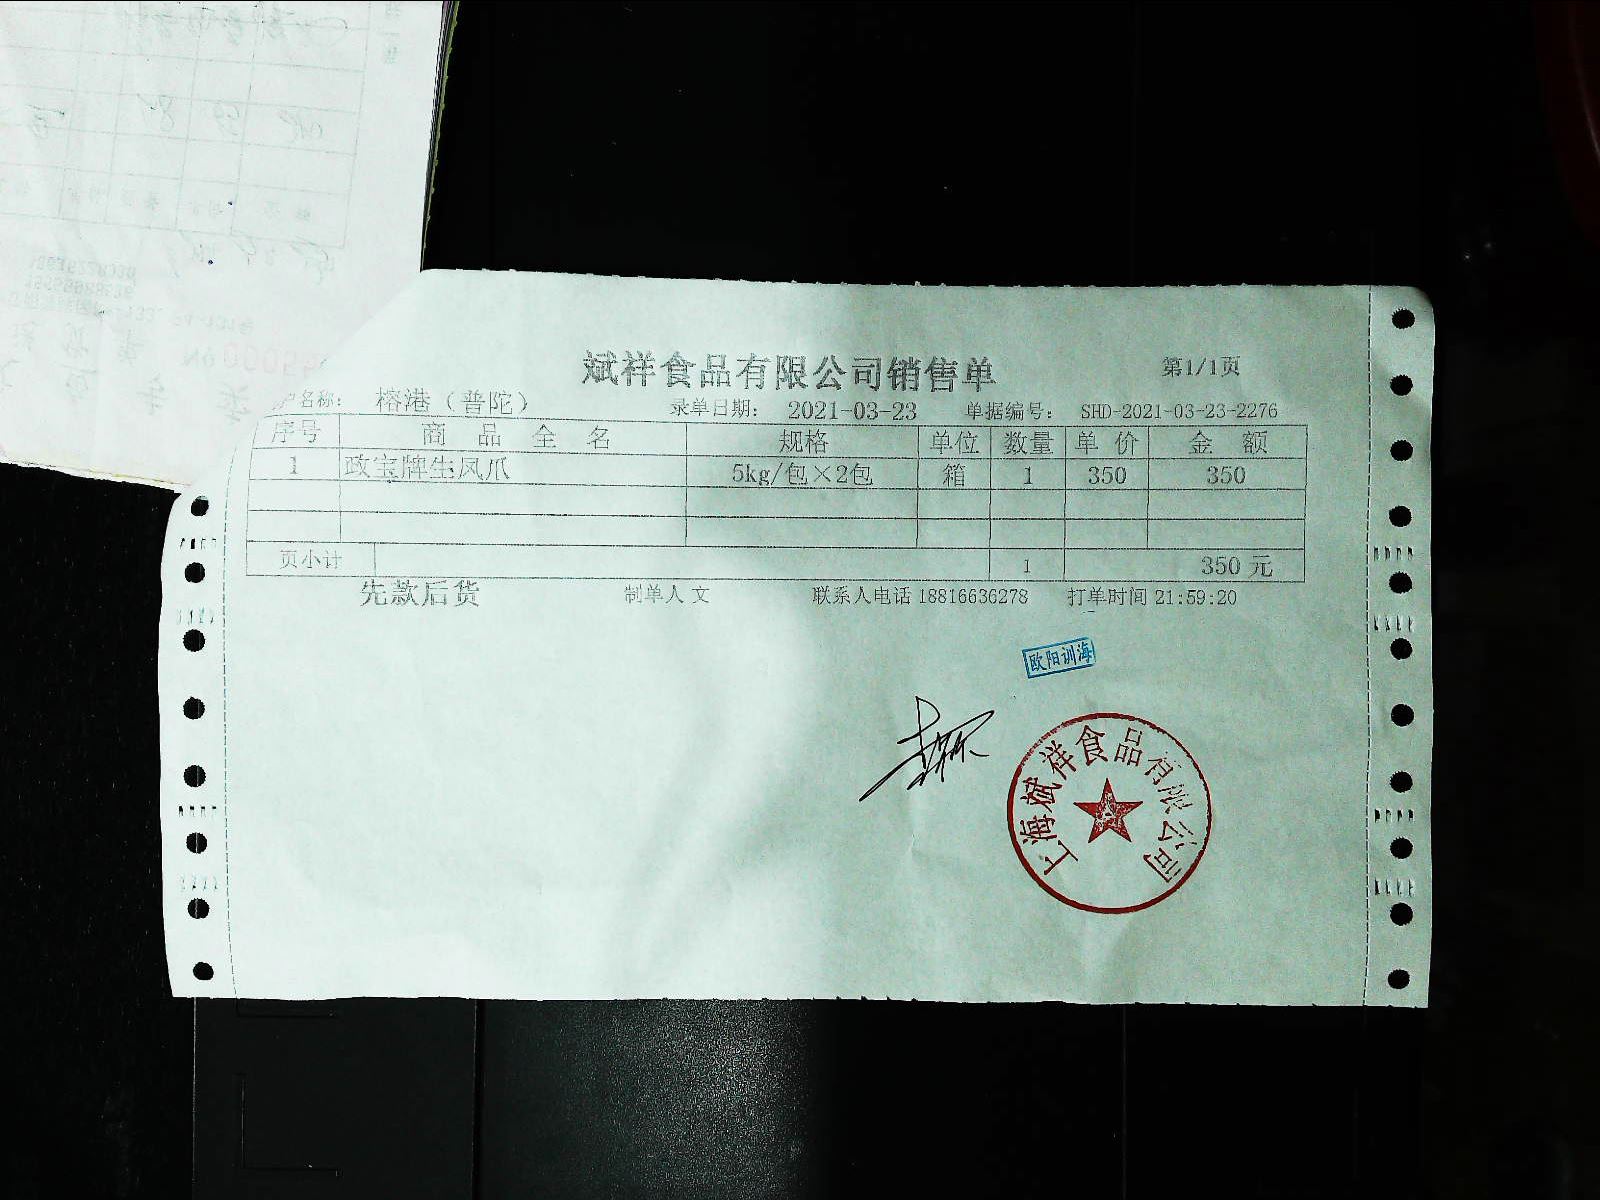 斌祥食品有限公司销售单
第1/1页
户名称： 榕港（普陀） 录单日期： 2021-03-23 单据编号： SHD-2021-03-23-2276
序号 商品全名 规格 单位 数量 单价 金额
1 政宝牌生凤爪 5kg/包×2包 箱 1 350 350
页小计 1 350 元
先款后货 制单人 文 联系人电话 18816636278 打单时间 21:59:20
欧阳训海
上海斌祥食品有限公司